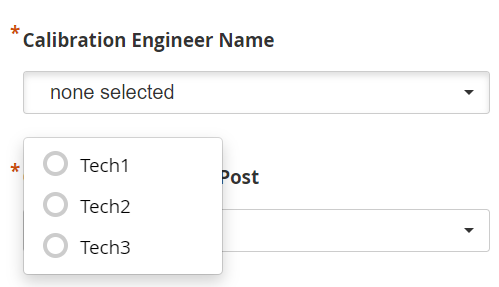 * Calibration Engineer Name
none selected
* Post
Tech1
Tech2
Tech3